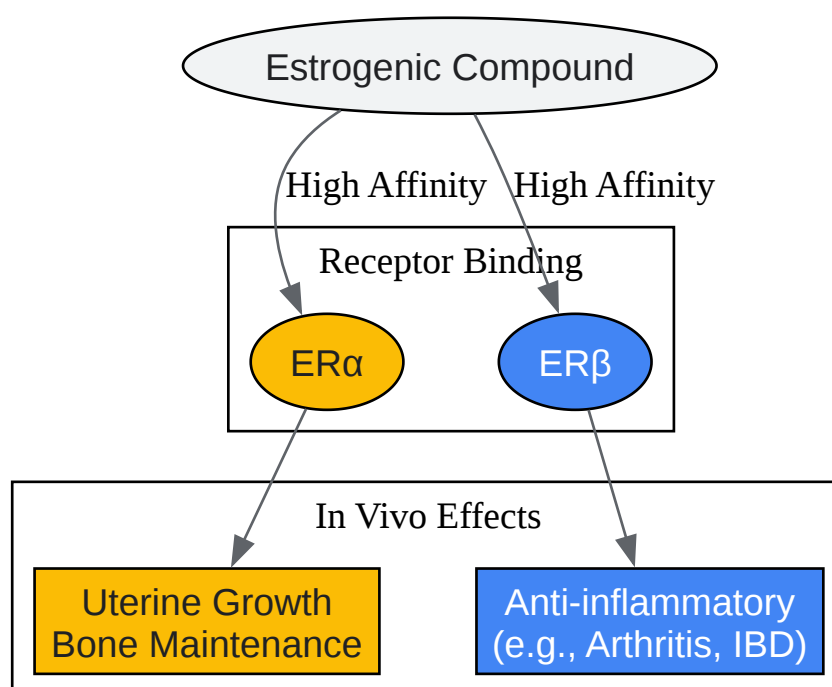 Estrogenic Compound
High Affinity
High Affinity
Receptor Binding
ERα
ERβ
In Vivo Effects
Uterine Growth
Bone Maintenance
Anti-inflammatory
(e.g., Arthritis, IBD)